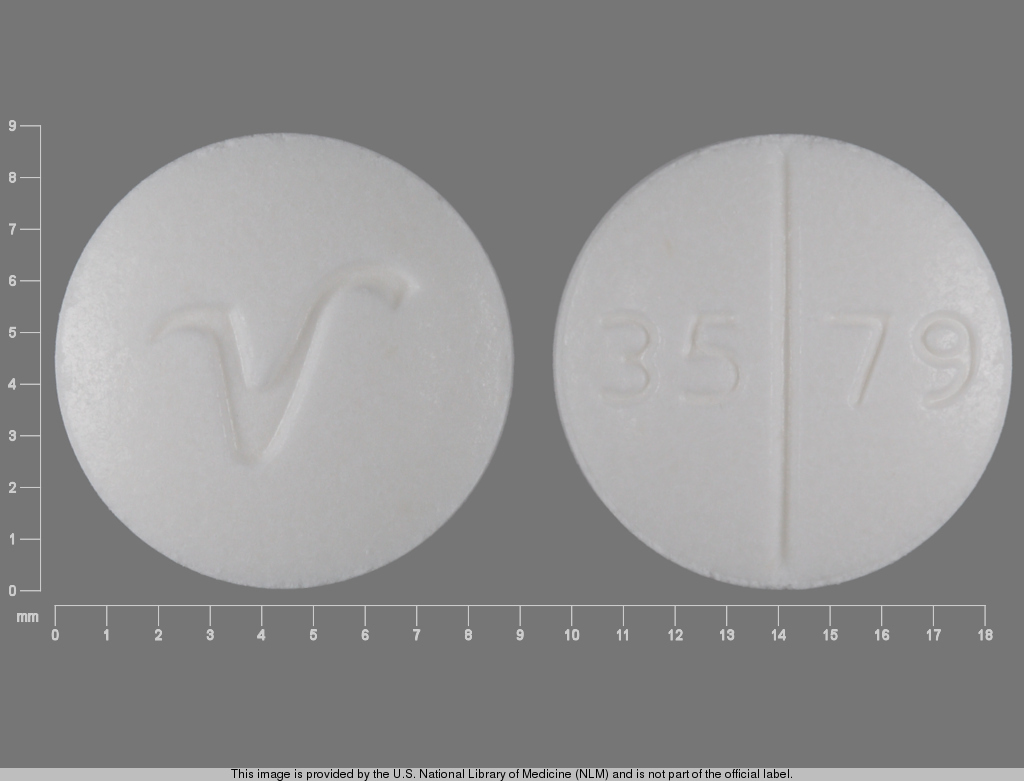 V
35 79
9
8
7
6
5
4
3
2
1
0
mm
0 1 2 3 4 5 6 7 8 9 10 11 12 13 14 15 16 17 18
This image is provided by the U.S. National Library of Medicine (NLM) and is not part of the official label.